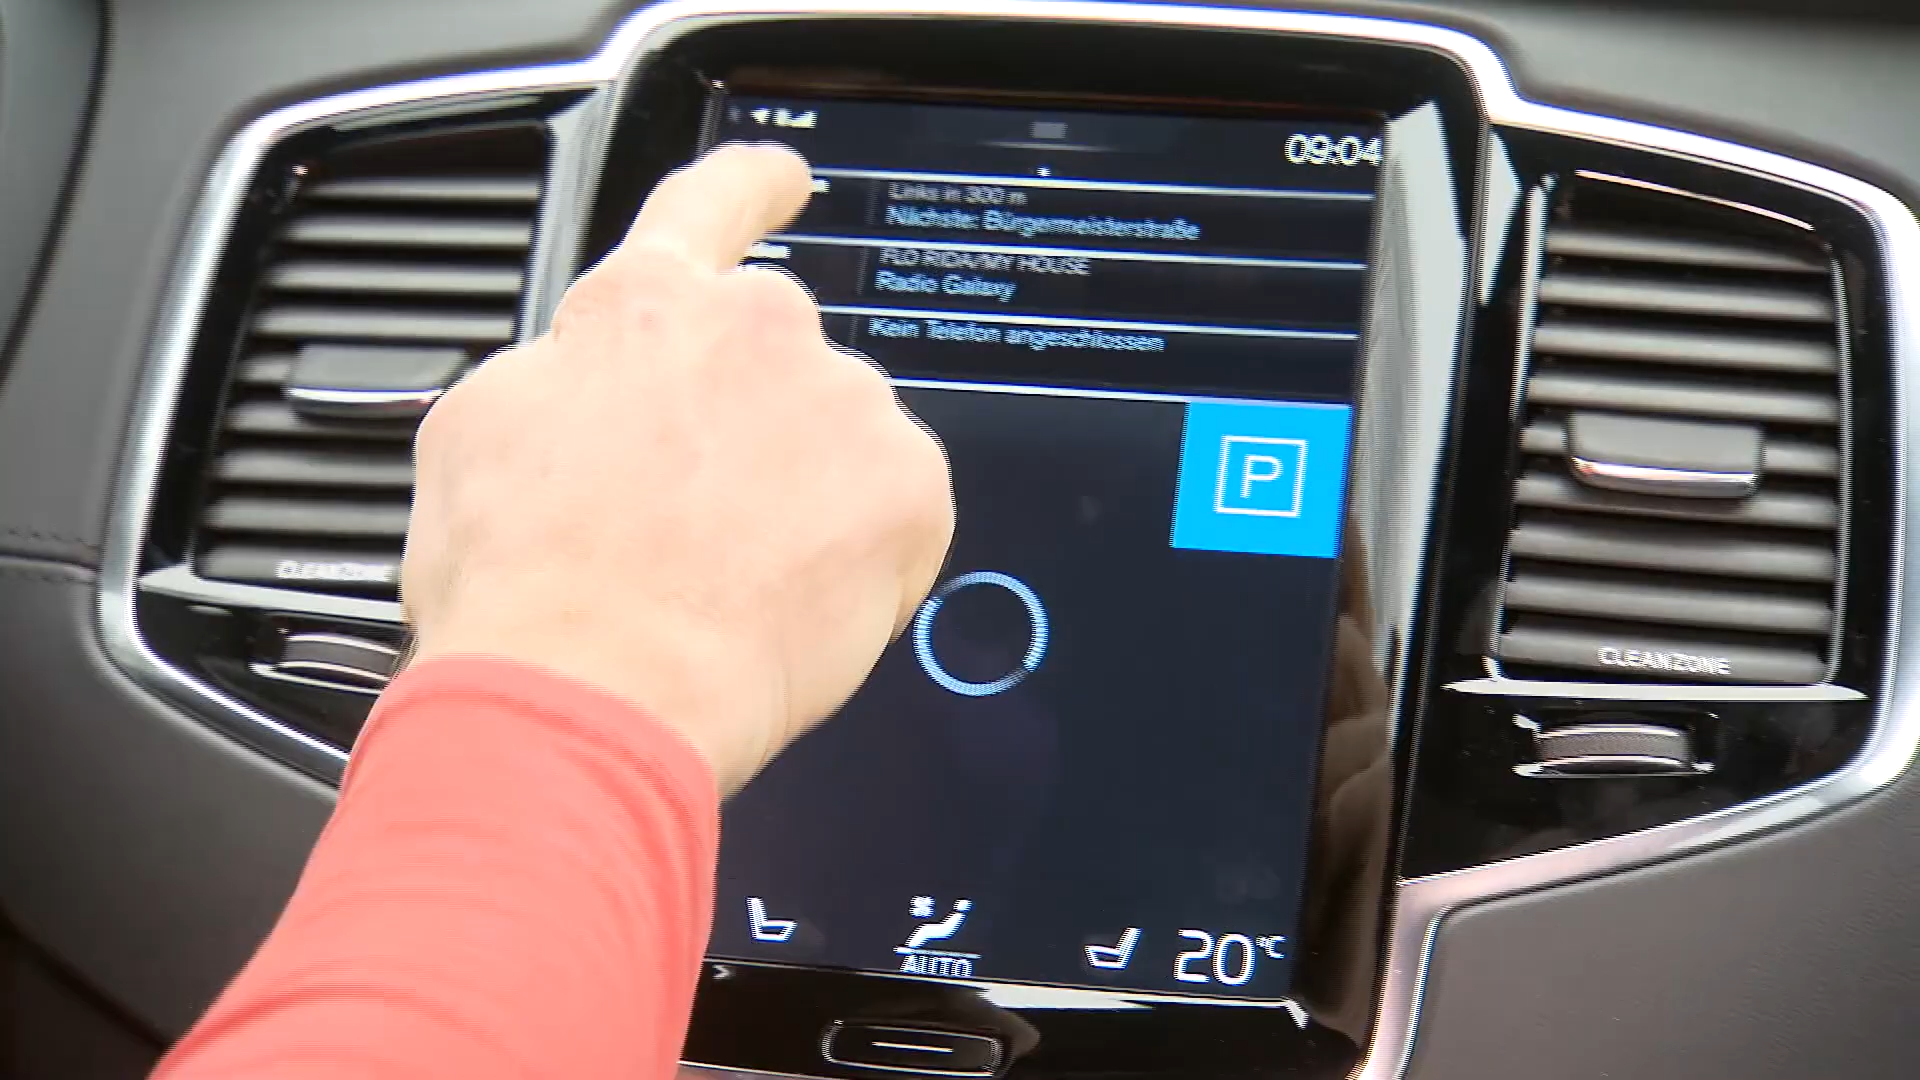 09:04
Links in 300 m
Nächste: Bürgermeisterstraße
FLO RIDA/MY HOUSE
Radio Galaxy
Kein Telefon angeschlossen
P
CLEANZONE
AUTO
20°C